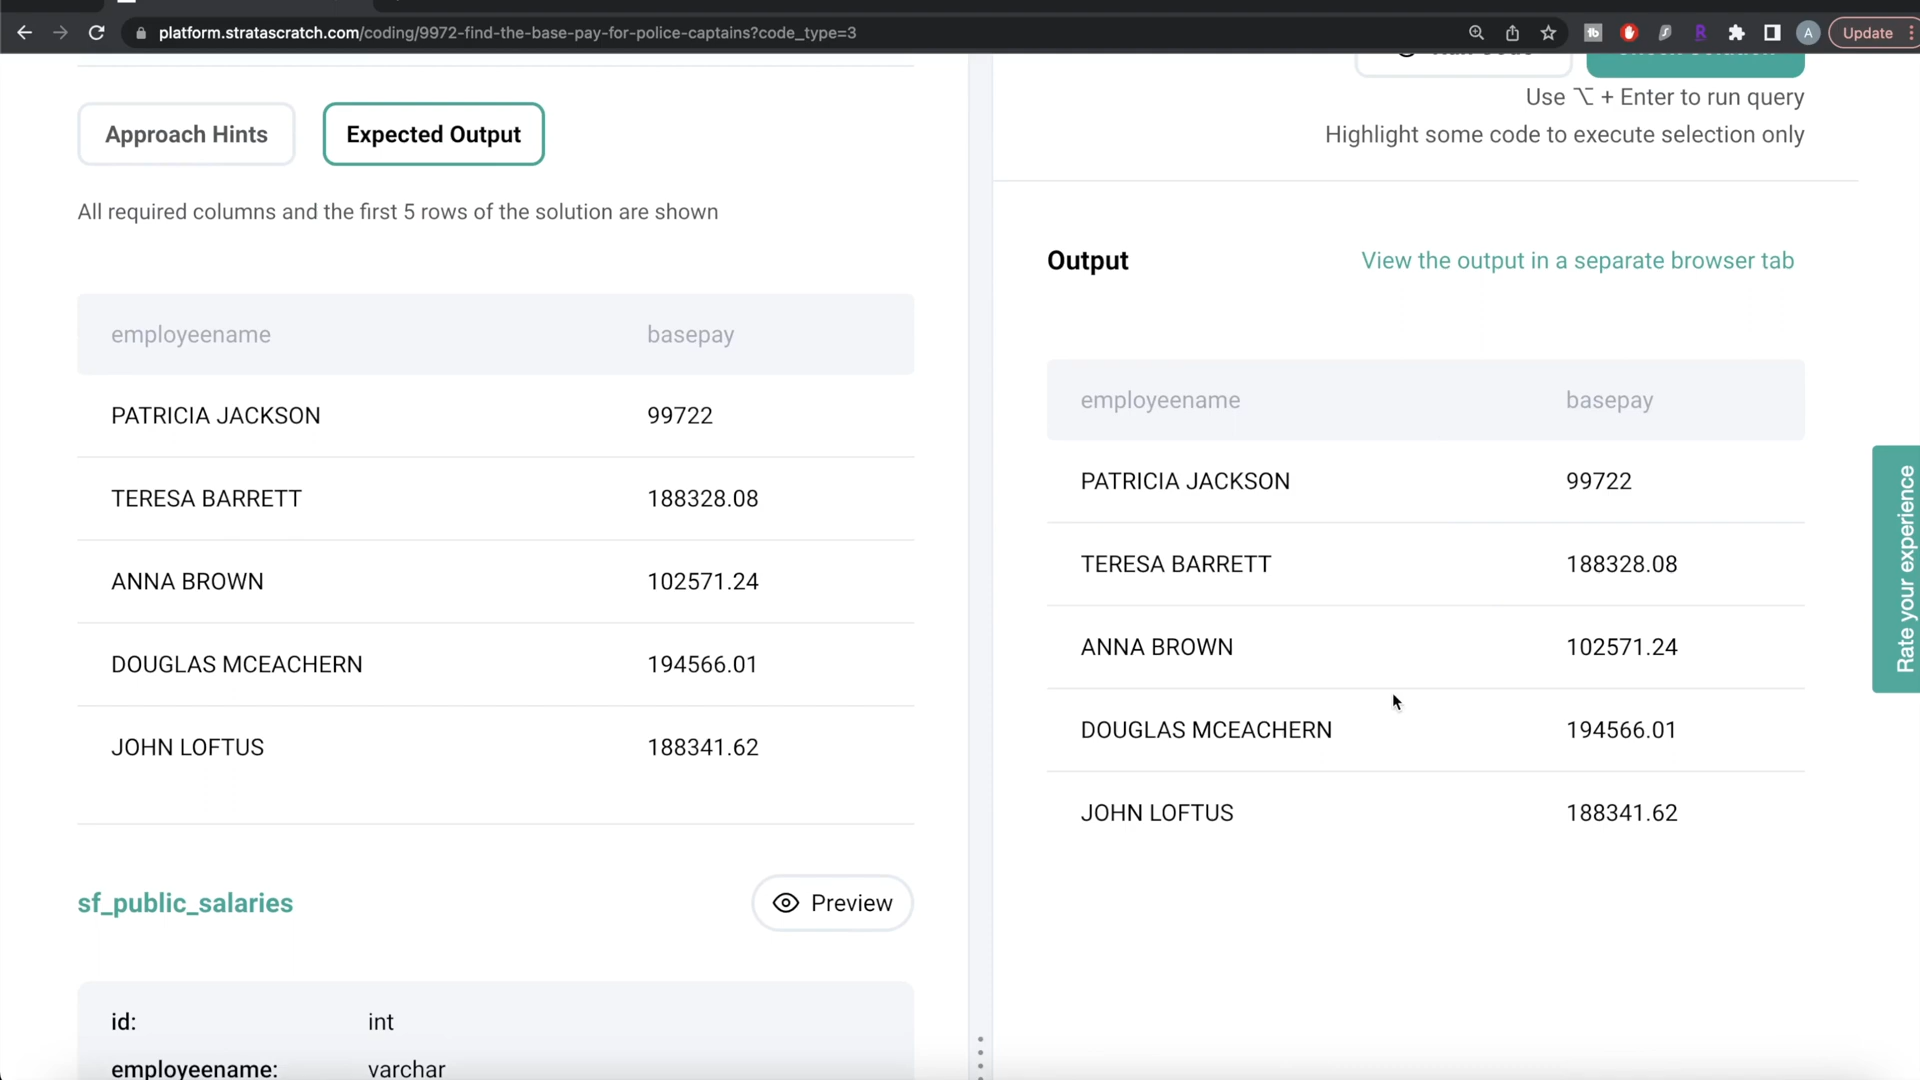 platform.stratascratch.com/coding/9972-find-the-base-pay-for-police-captains?code_type=3
A
Update
Approach Hints
Expected Output
All required columns and the first 5 rows of the solution are shown
employeename basepay
PATRICIA JACKSON 99722
TERESA BARRETT 188328.08
ANNA BROWN 102571.24
DOUGLAS MCEACHERN 194566.01
JOHN LOFTUS 188341.62
sf_public_salaries
Preview
id: int
employeename: varchar
Use ⌥ + Enter to run query
Highlight some code to execute selection only
Output
View the output in a separate browser tab
employeename basepay
PATRICIA JACKSON 99722
TERESA BARRETT 188328.08
ANNA BROWN 102571.24
DOUGLAS MCEACHERN 194566.01
JOHN LOFTUS 188341.62
Rate your experience